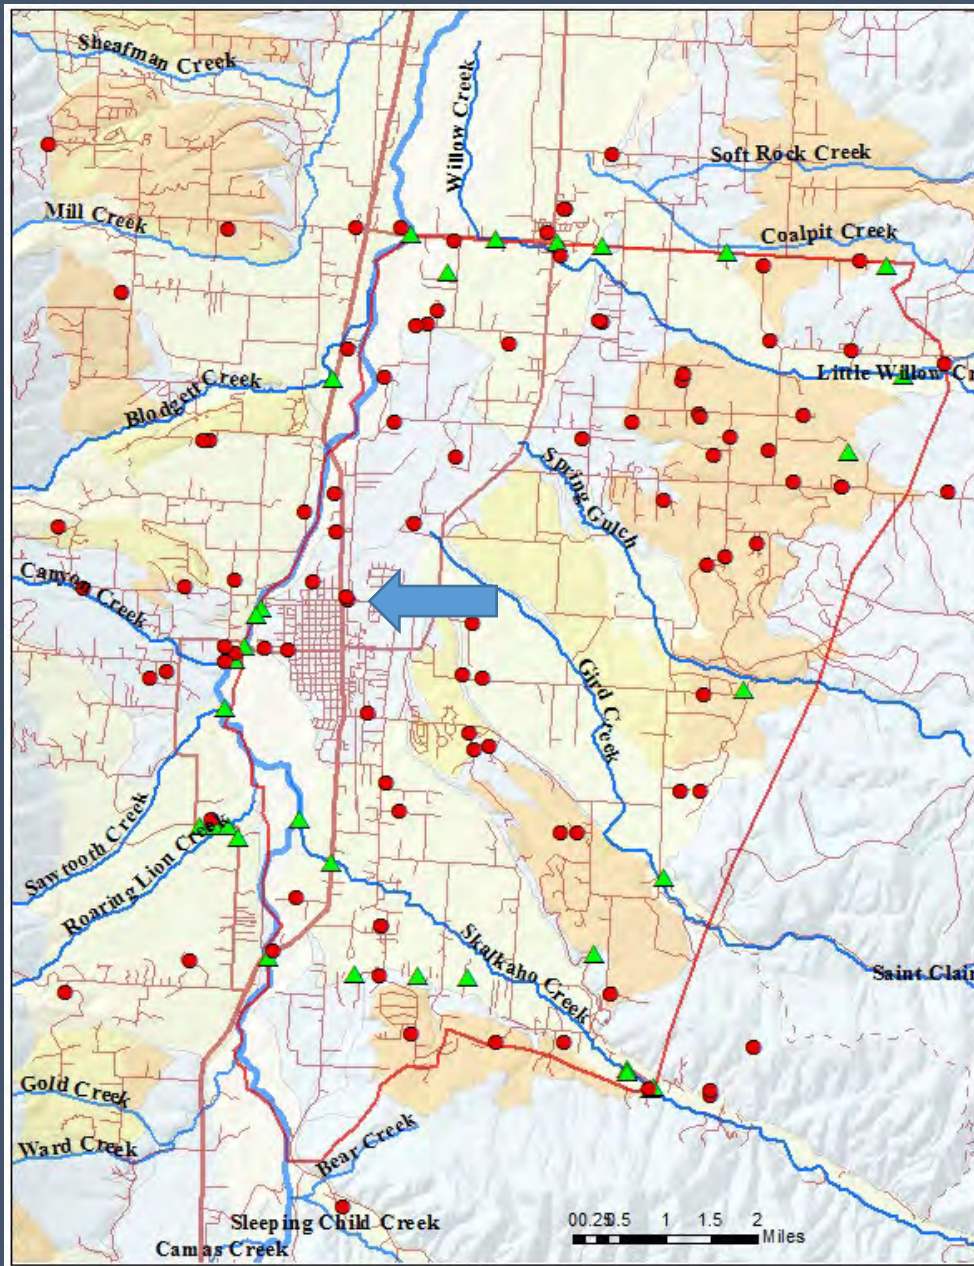 Sheafman Creek
Willow Creek
Soft Rock Creek
Mill Creek
Coalpit Creek
Blodgett Creek
Little Willow Cr
Spring Gulch
Canyon Creek
Gird Creek
Sawtooth Creek
Roaring Lion Creek
Skalkaho Creek
Saint Clair
Gold Creek
Ward Creek
Bear Creek
Sleeping Child Creek
Camas Creek
0 0.25 0.5 1 1.5 2
Miles